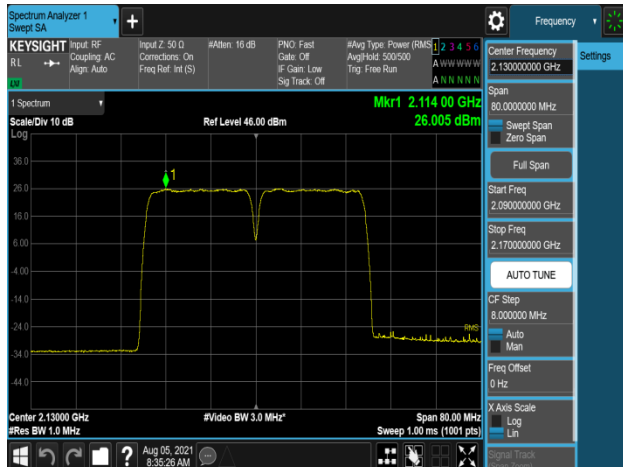 Spectrum Analyzer 1
Swept SA
Frequency
KEYSIGHT
RL
Input: RF
Coupling: AC
Align: Auto
Input Z: 50 Ω
Corrections: On
Freq Ref: Int (S)
#Atten: 16 dB
PNO: Fast
Gate: Off
IF Gain: Low
Sig Track: Off
#Avg Type: Power (RMS
Avg|Hold: 500/500
Trig: Free Run
1 2 3 4 5 6
A W W W W W
A N N N N N
Center Frequency
2.130000000 GHz
Settings
Span
80.0000000 MHz
Swept Span
Zero Span
Full Span
Start Freq
2.090000000 GHz
Stop Freq
2.170000000 GHz
AUTO TUNE
CF Step
8.000000 MHz
Auto
Man
Freq Offset
0 Hz
X Axis Scale
Log
Lin
Signal Track
1 Spectrum
Scale/Div 10 dB
Ref Level 46.00 dBm
Mkr1 2.114 00 GHz
26.005 dBm
Log
36.0
26.0
16.0
6.00
-4.00
-14.0
-24.0
-34.0
-44.0
1
RMS
Center 2.13000 GHz
#Res BW 1.0 MHz
#Video BW 3.0 MHz*
Span 80.00 MHz
Sweep 1.00 ms (1001 pts)
?
Aug 05, 2021
8:35:26 AM